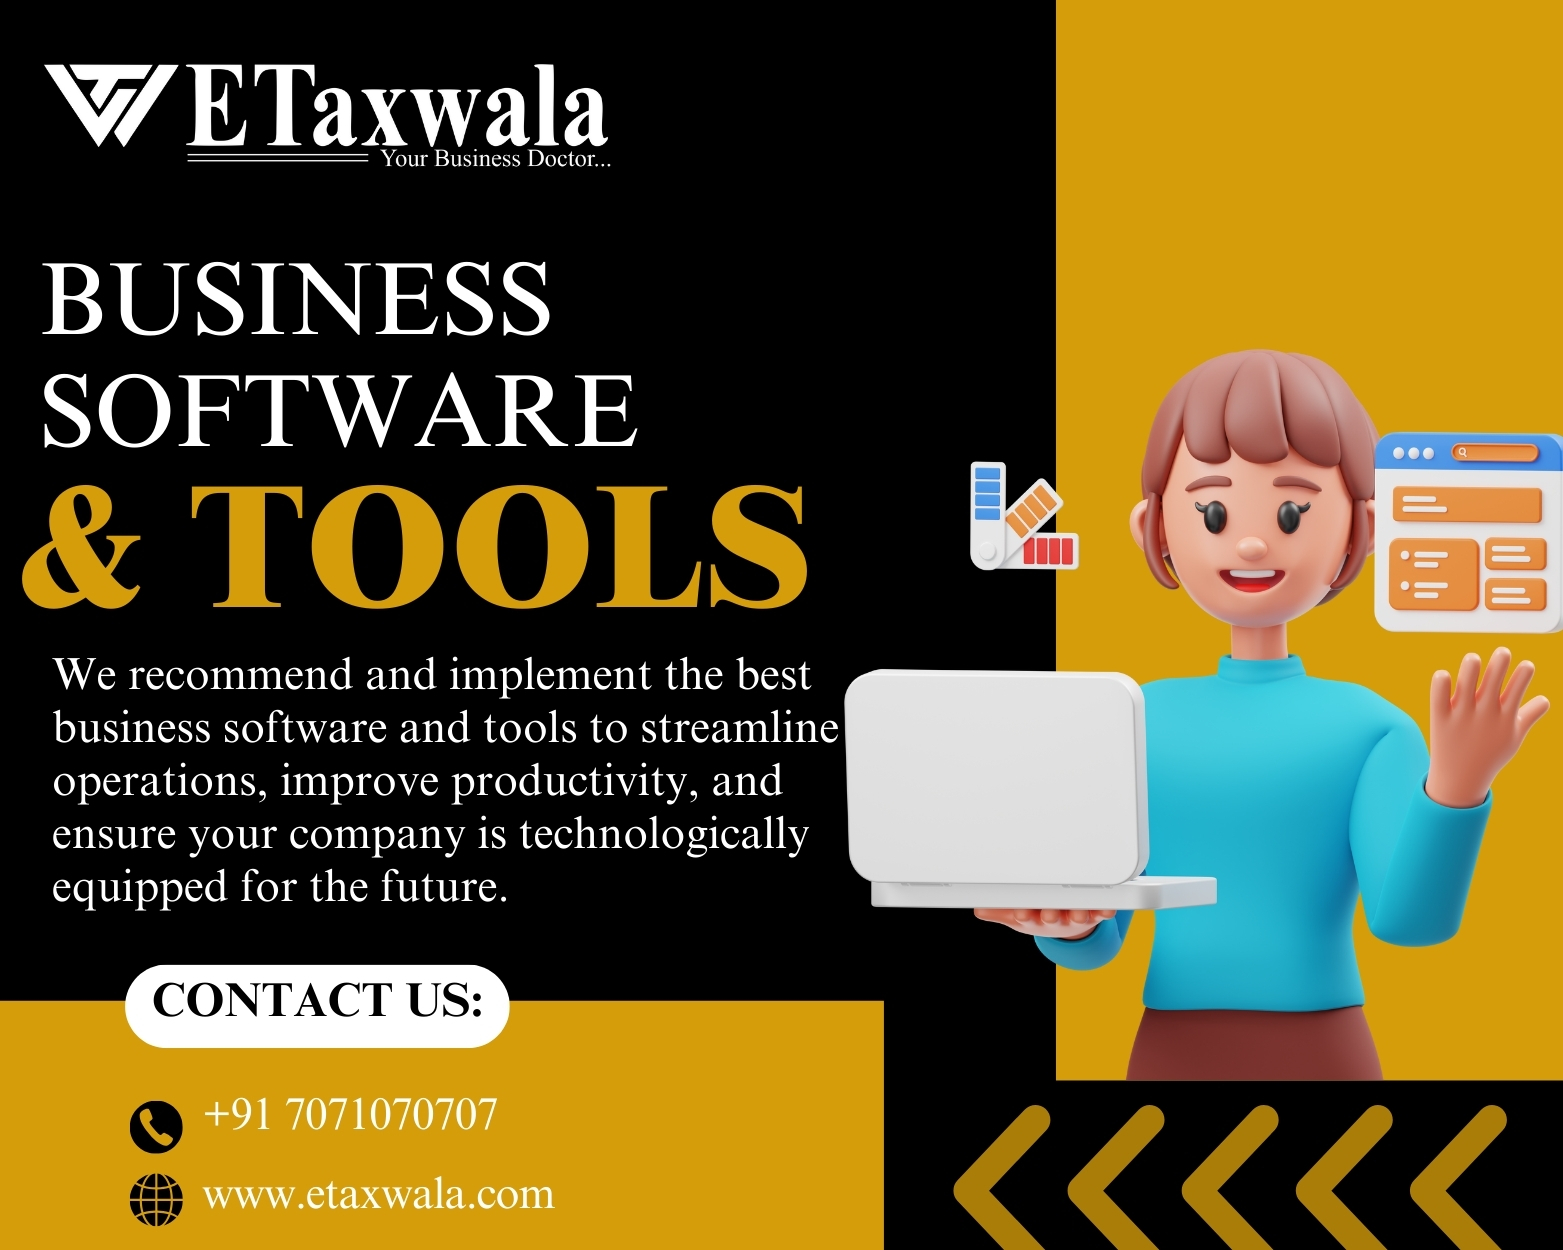 ETaxwala
Your Business Doctor...
BUSINESS
SOFTWARE
& TOOLS
We recommend and implement the best
business software and tools to streamline
operations, improve productivity, and
ensure your company is technologically
equipped for the future.
CONTACT US:
+91 7071070707
www.etaxwala.com